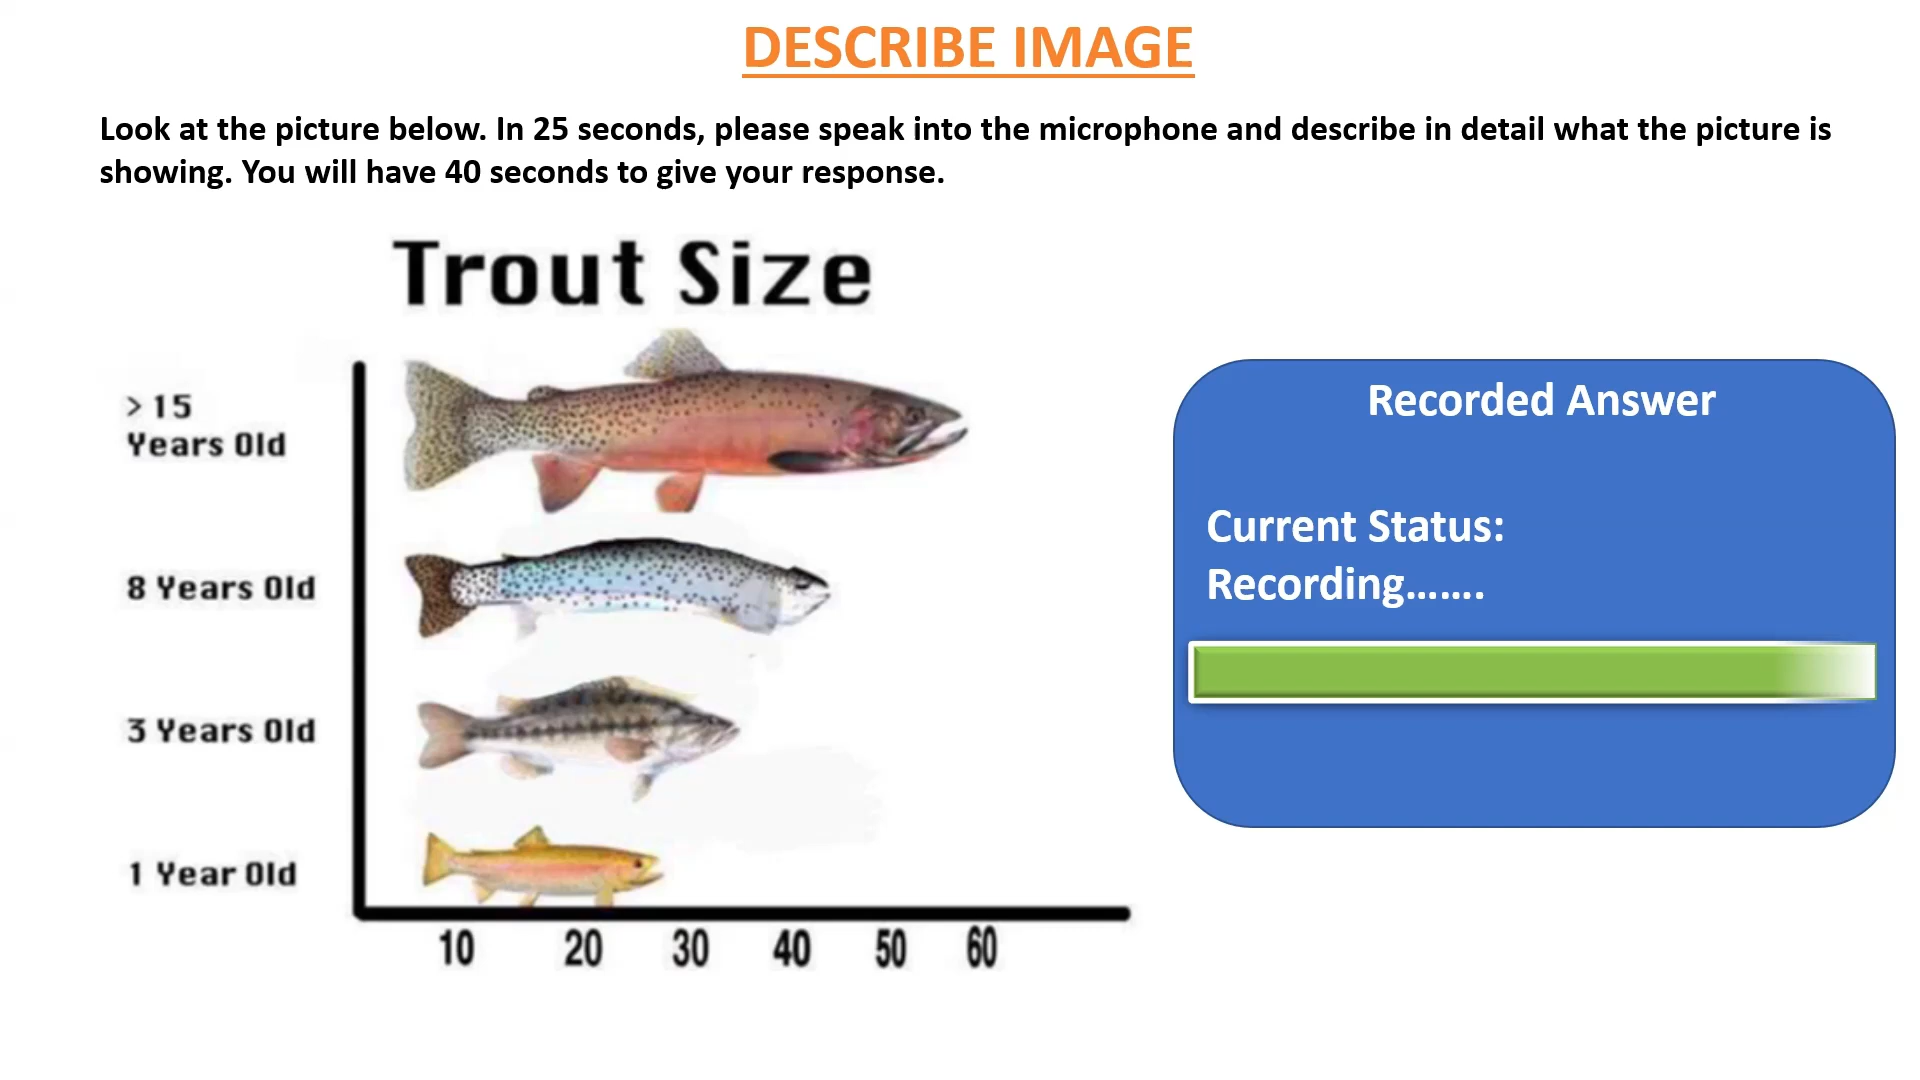 DESCRIBE IMAGE
Look at the picture below. In 25 seconds, please speak into the microphone and describe in detail what the picture is
showing. You will have 40 seconds to give your response.
Trout Size
> 15
Years Old
8 Years Old
3 Years Old
1 Year Old
10 20 30 40 50 60
Recorded Answer
Current Status:
Recording.......